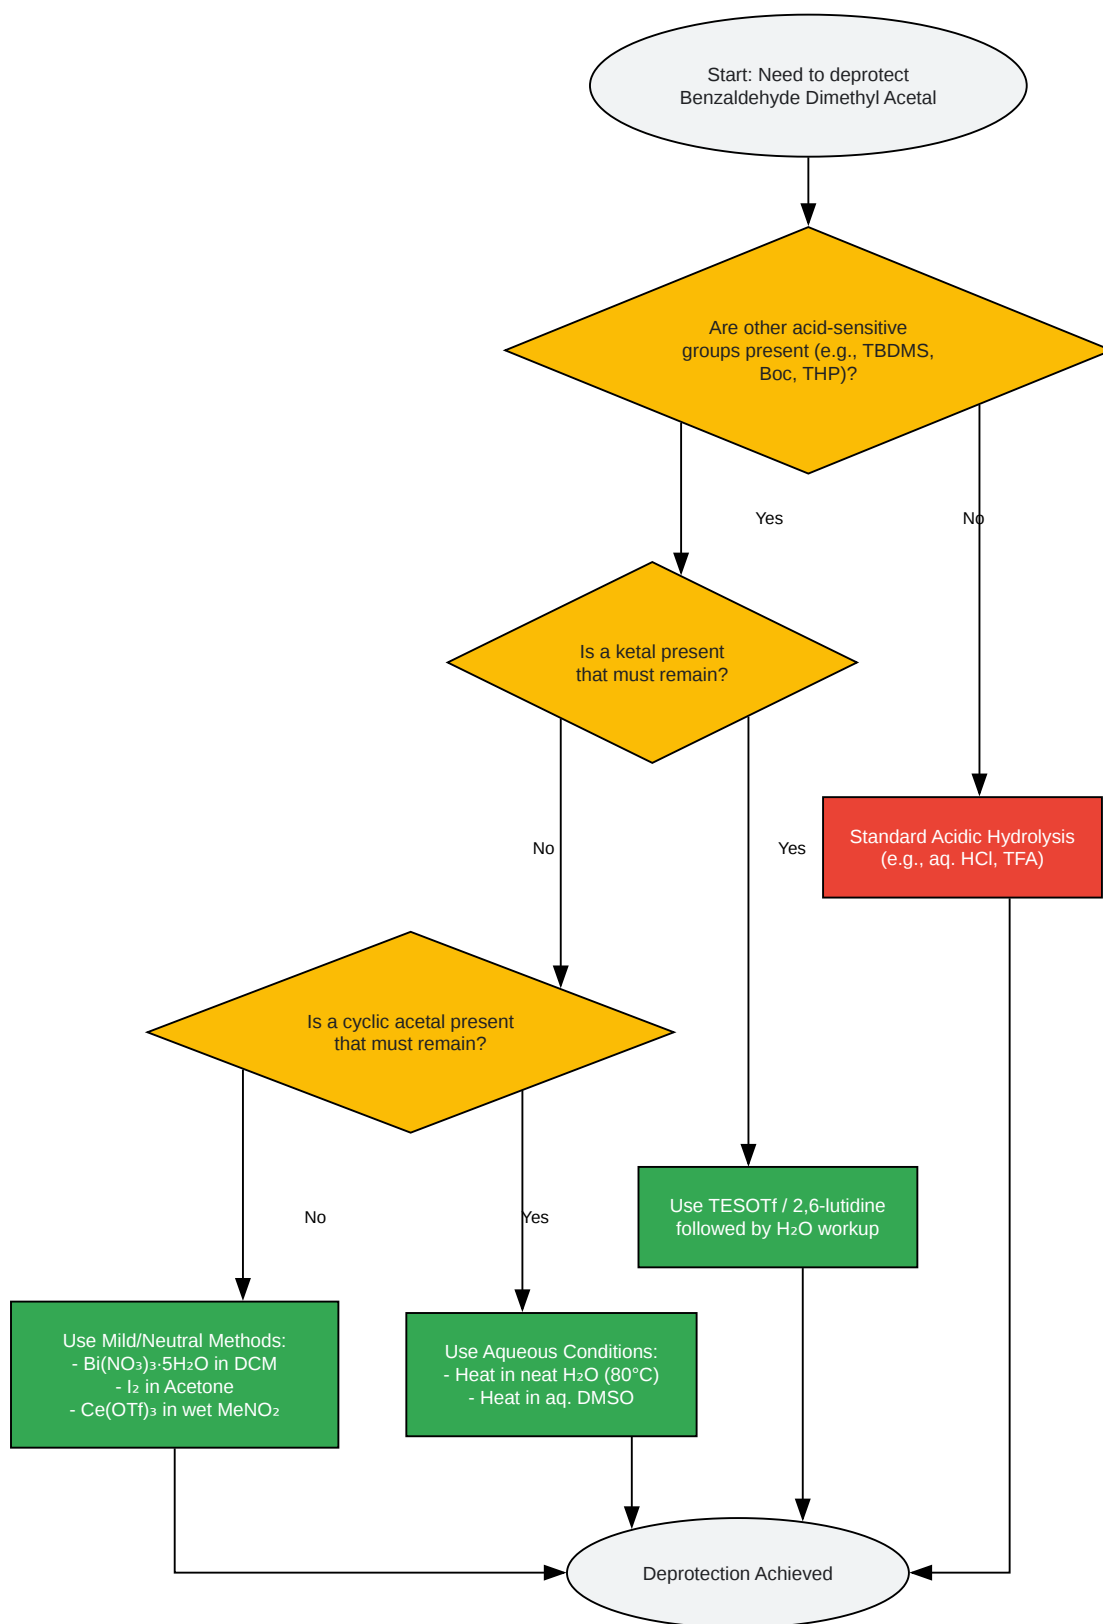 Start: Need to deprotect
Benzaldehyde Dimethyl Acetal
Are other acid-sensitive
groups present (e.g., TBDMS,
Boc, THP)?
Yes
No
Is a ketal present
that must remain?
No
Yes
Standard Acidic Hydrolysis
(e.g., aq. HCl, TFA)
Is a cyclic acetal present
that must remain?
No
Yes
Use TESOTf / 2,6-lutidine
followed by H₂O workup
Use Mild/Neutral Methods:
- Bi(NO₃)₃·5H₂O in DCM
- I₂ in Acetone
- Ce(OTf)₃ in wet MeNO₂
Use Aqueous Conditions:
- Heat in neat H₂O (80°C)
- Heat in aq. DMSO
Deprotection Achieved